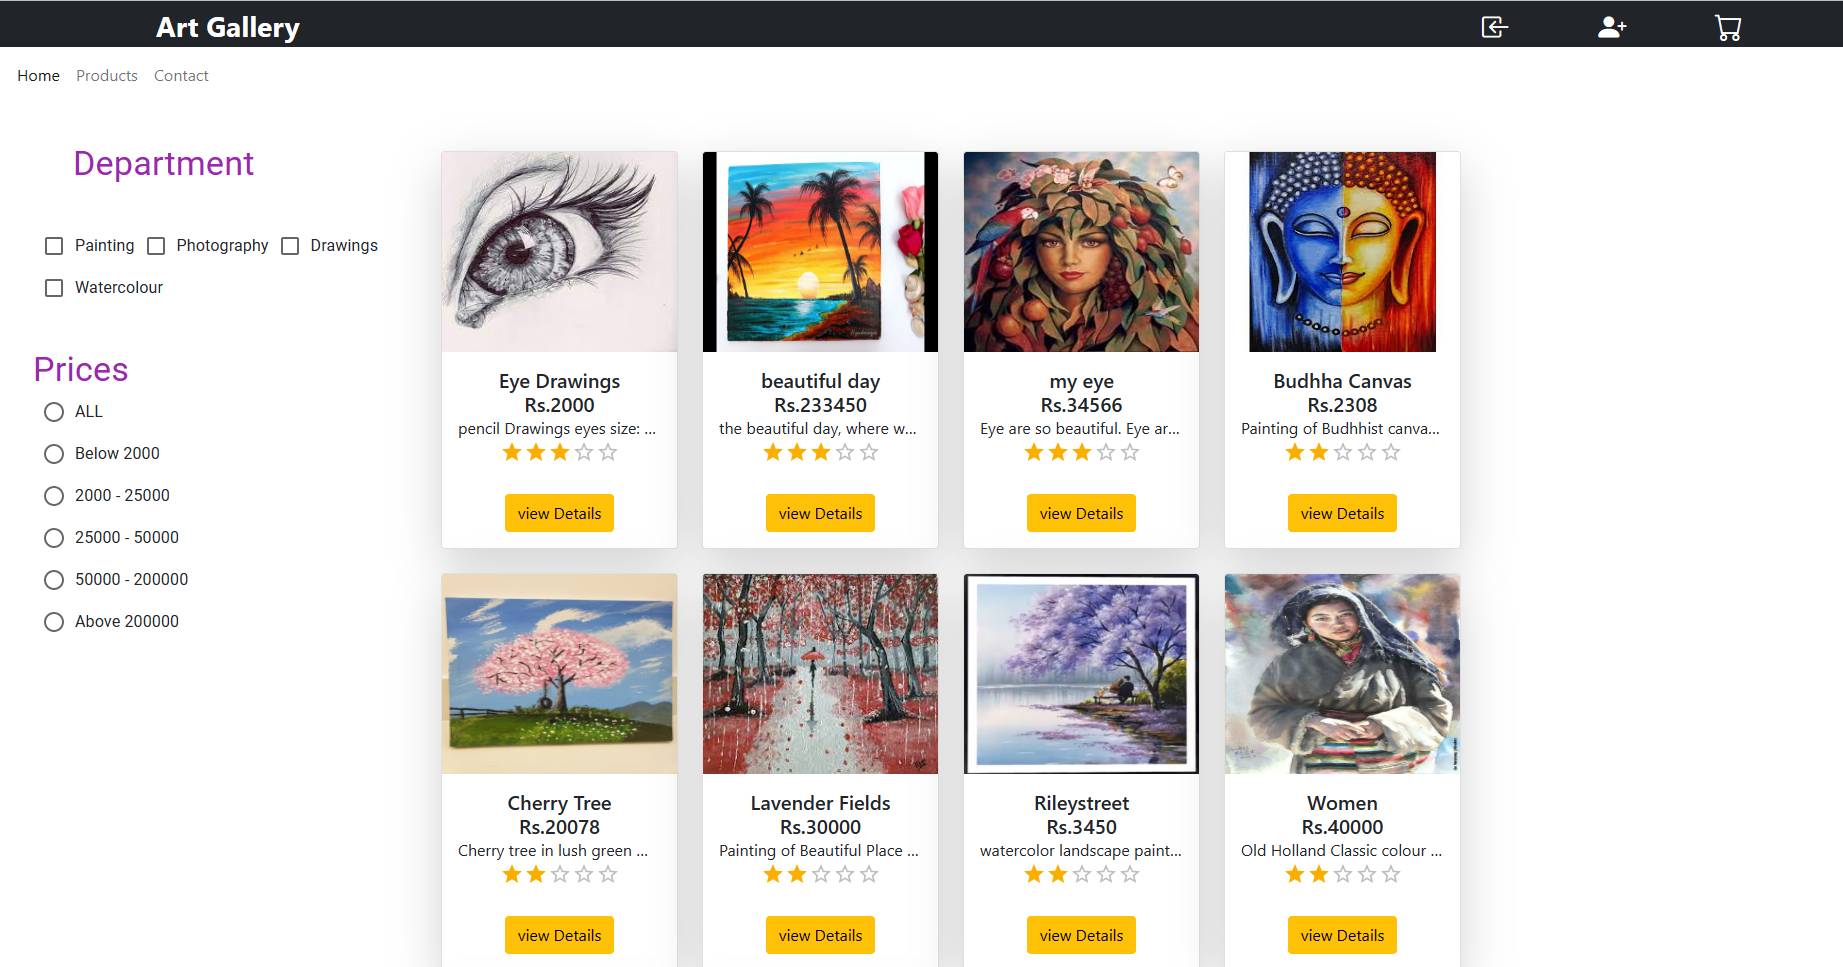 Art Gallery
Home Products Contact
Department
Painting Photography Drawings
Watercolour
Prices
ALL
Below 2000
2000 - 25000
25000 - 50000
50000 - 200000
Above 200000
Eye Drawings
Rs.2000
pencil Drawings eyes size: ...
view Details
beautiful day
Rs.233450
the beautiful day, where w...
view Details
my eye
Rs.34566
Eye are so beautiful. Eye ar...
view Details
Budhha Canvas
Rs.2308
Painting of Budhhist canva...
view Details
Cherry Tree
Rs.20078
Cherry tree in lush green ...
view Details
Lavender Fields
Rs.30000
Painting of Beautiful Place ...
view Details
Rileystreet
Rs.3450
watercolor landscape paint...
view Details
Women
Rs.40000
Old Holland Classic colour ...
view Details